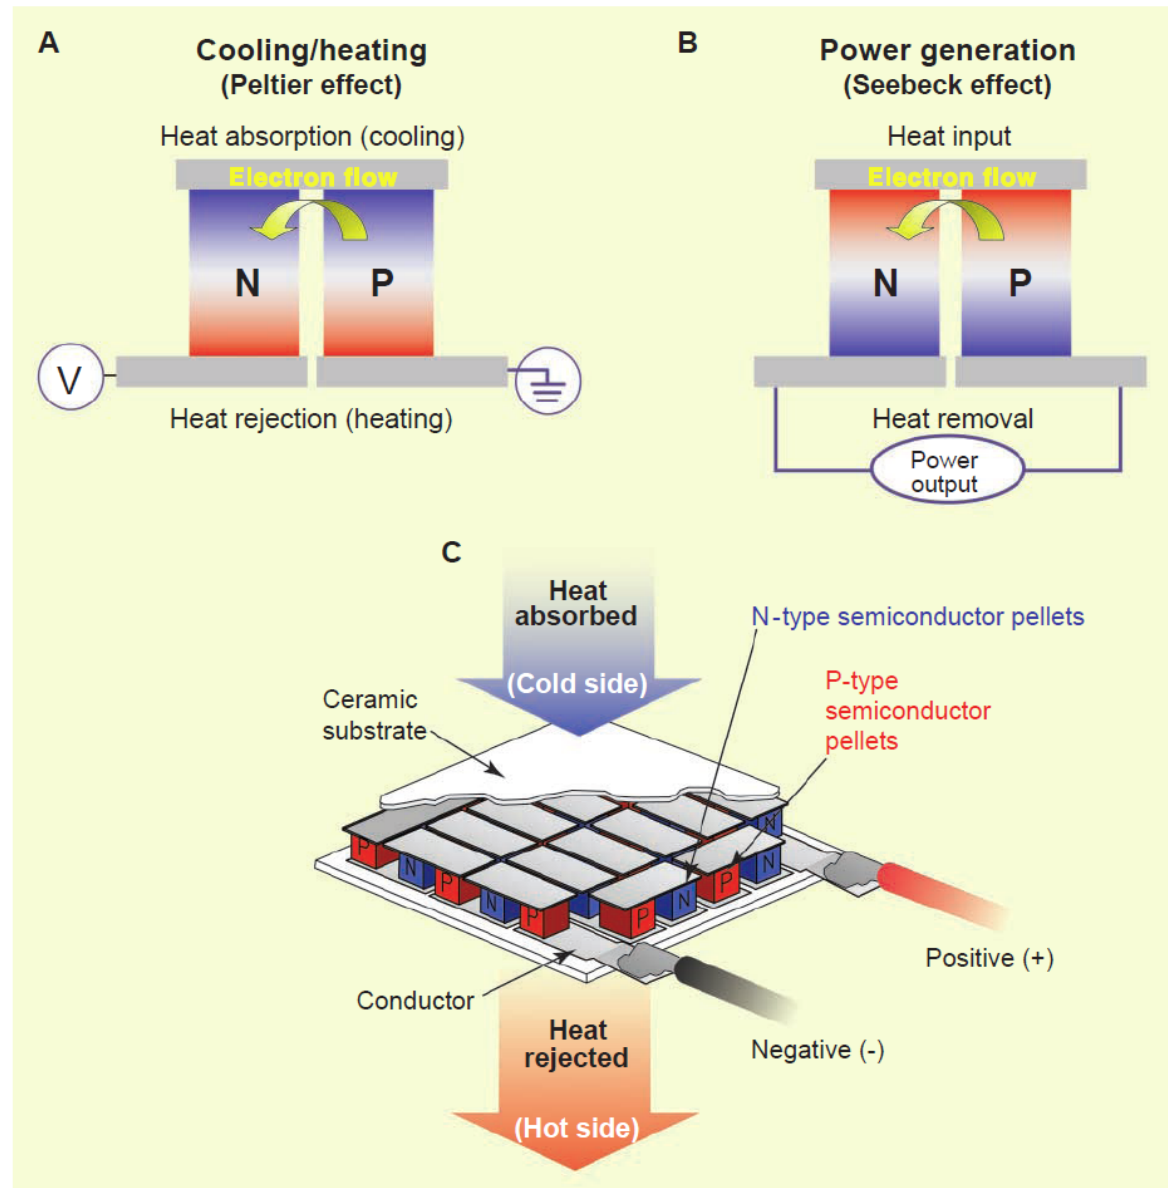 A
Cooling/heating
(Peltier effect)
Heat absorption (cooling)
Electron flow
N
P
V
Heat rejection (heating)
B
Power generation
(Seebeck effect)
Heat input
Electron flow
N
P
Heat removal
Power
output
C
Heat
absorbed
(Cold side)
N-type semiconductor pellets
P-type
semiconductor
pellets
Ceramic
substrate
P
N
P
N
P
P
N
P
N
N
Positive (+)
Conductor
Negative (-)
Heat
rejected
(Hot side)